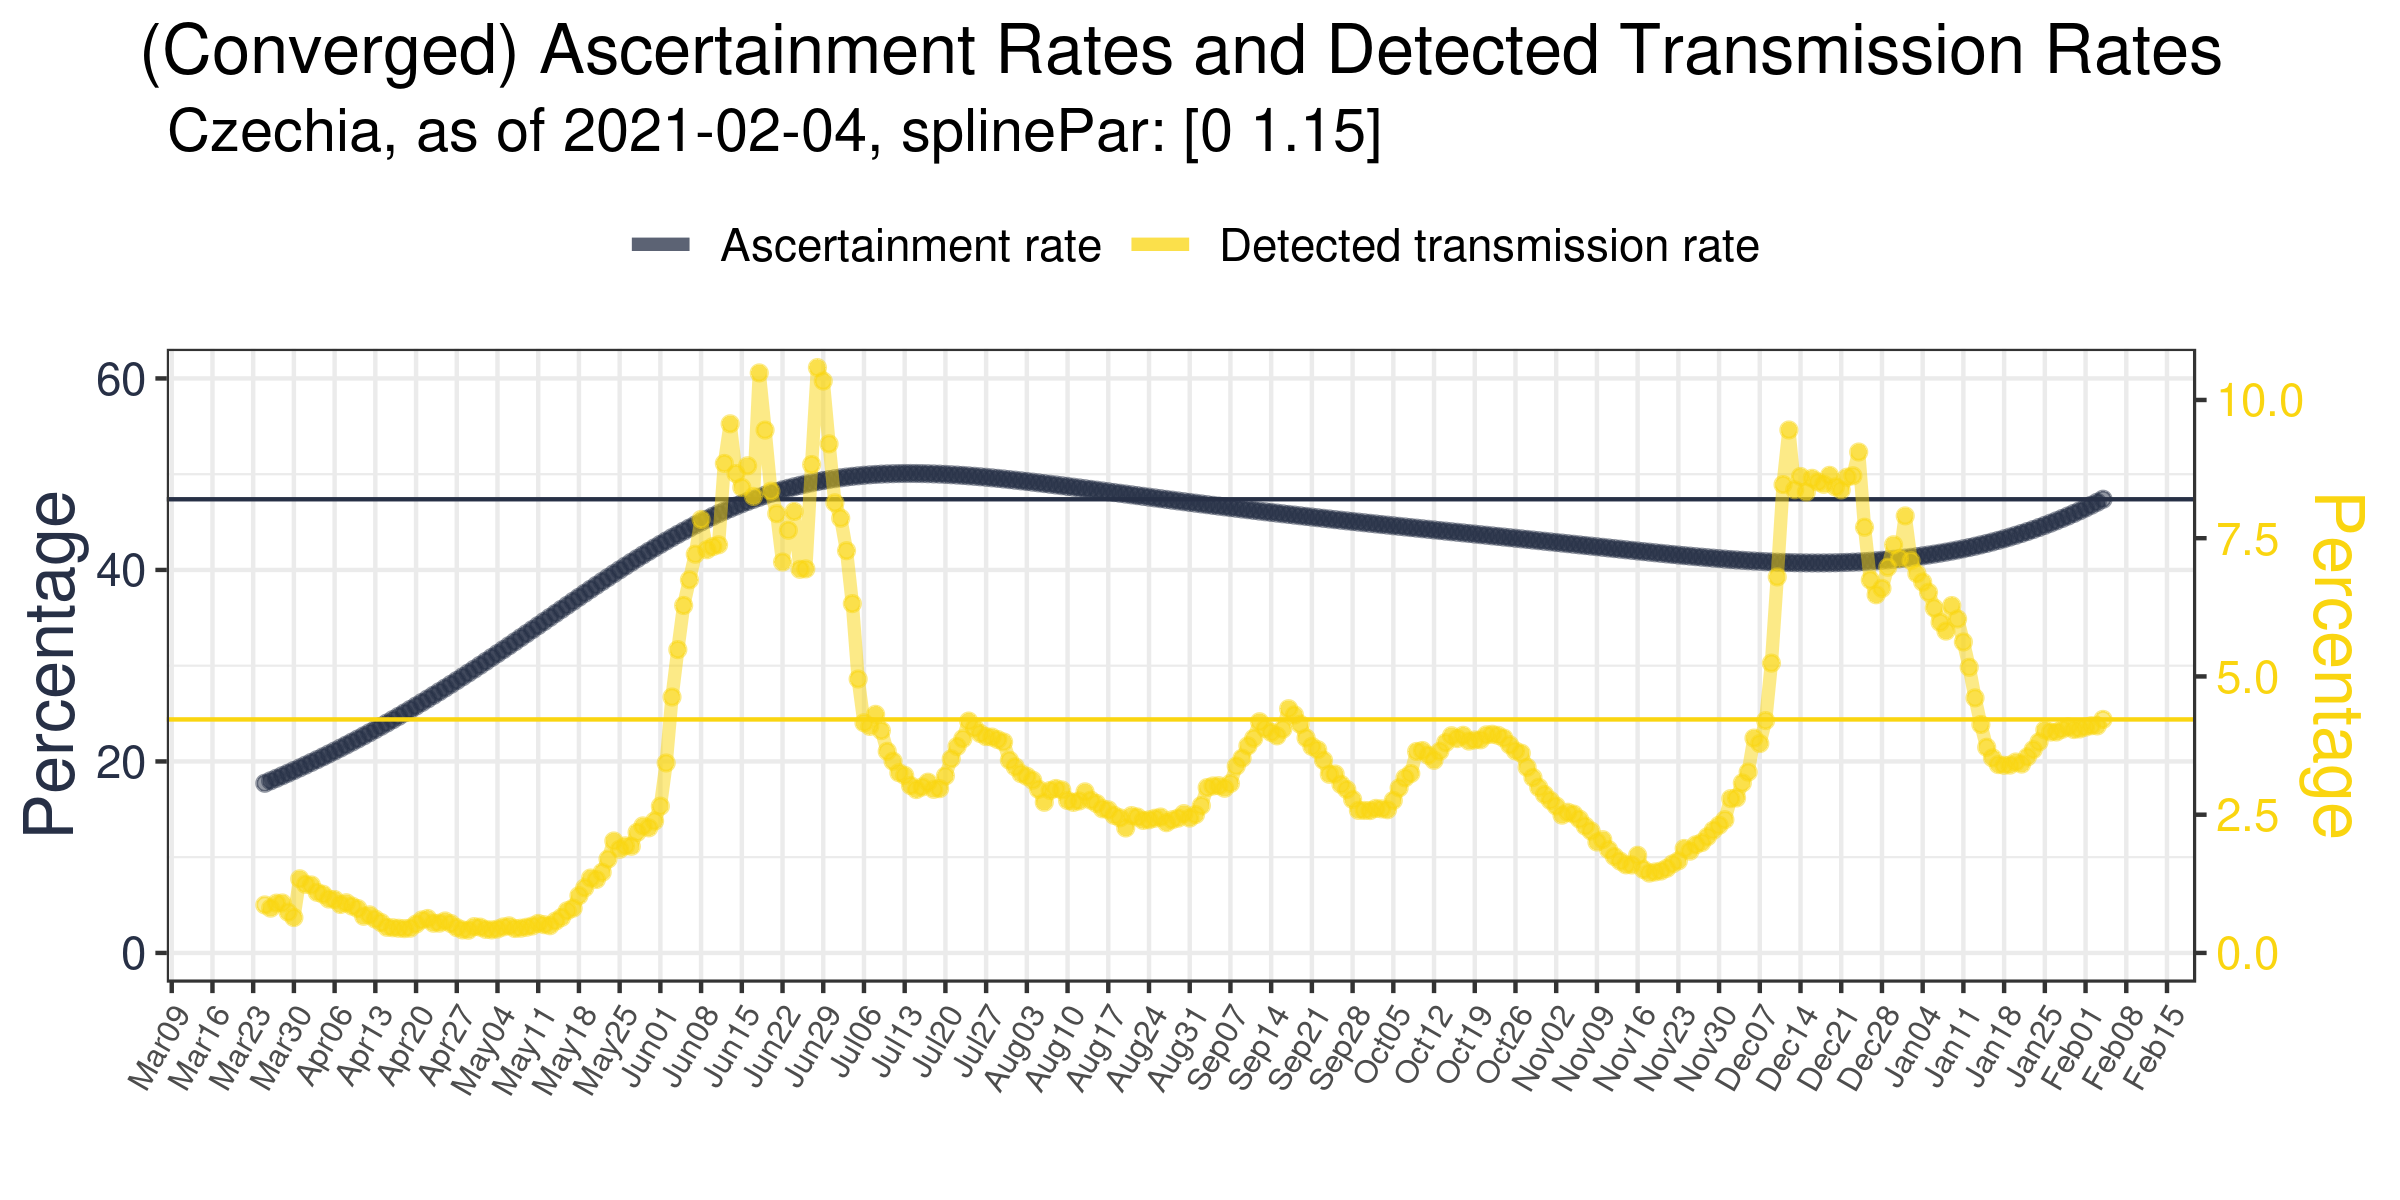 (Converged) Ascertainment Rates and Detected Transmission Rates
Czechia, as of 2021-02-04, splinePar: [0 1.15]
Ascertainment rate
Detected transmission rate
Percentage
60
40
20
0
10.0
7.5
5.0
2.5
0.0
Percentage
Mar09
Mar16
Mar23
Mar30
Apr06
Apr13
Apr20
Apr27
May04
May11
May18
May25
Jun01
Jun08
Jun15
Jun22
Jun29
Jul06
Jul13
Jul20
Jul27
Aug03
Aug10
Aug17
Aug24
Aug31
Sep07
Sep14
Sep21
Sep28
Oct05
Oct12
Oct19
Oct26
Nov02
Nov09
Nov16
Nov23
Nov30
Dec07
Dec14
Dec21
Dec28
Jan04
Jan11
Jan18
Jan25
Feb01
Feb08
Feb15